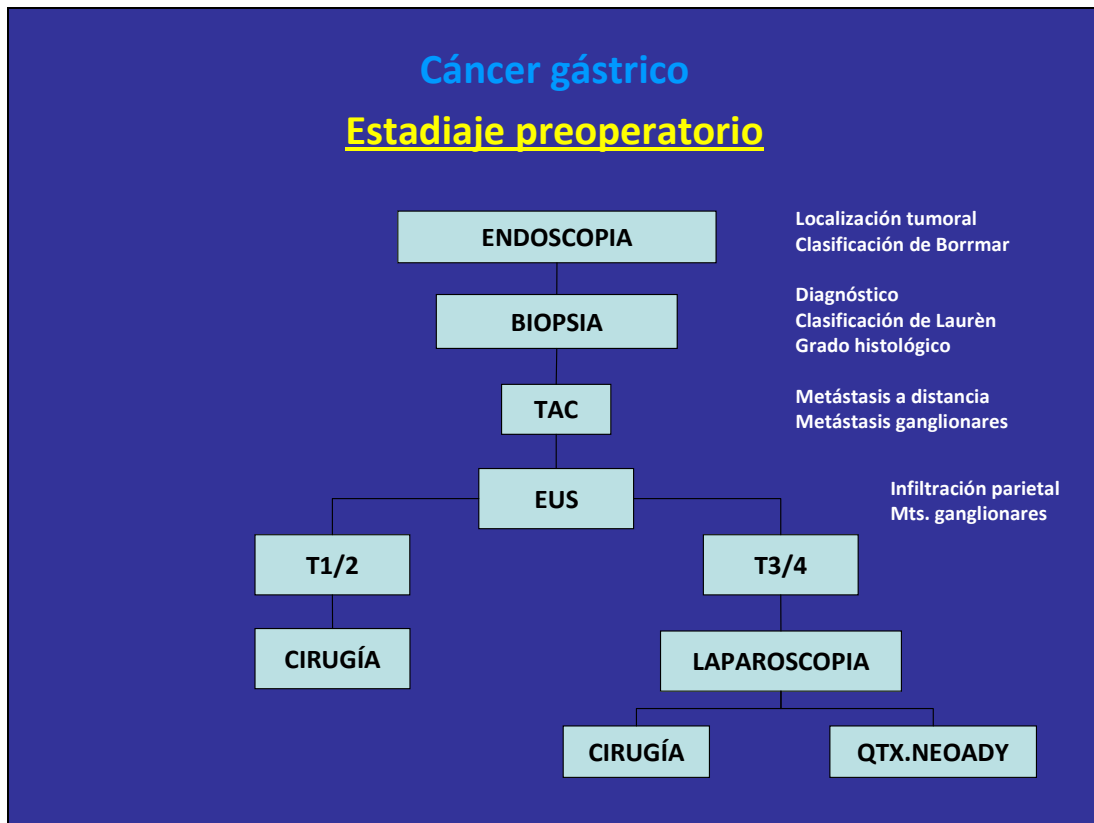 Cáncer gástrico
Estadiaje preoperatorio
ENDOSCOPIA
Localización tumoral
Clasificación de Borrmar
BIOPSIA
Diagnóstico
Clasificación de Laurèn
Grado histológico
TAC
Metástasis a distancia
Metástasis ganglionares
EUS
Infiltración parietal
Mts. ganglionares
T1/2
T3/4
CIRUGÍA
LAPAROSCOPIA
CIRUGÍA
QTX.NEOADY